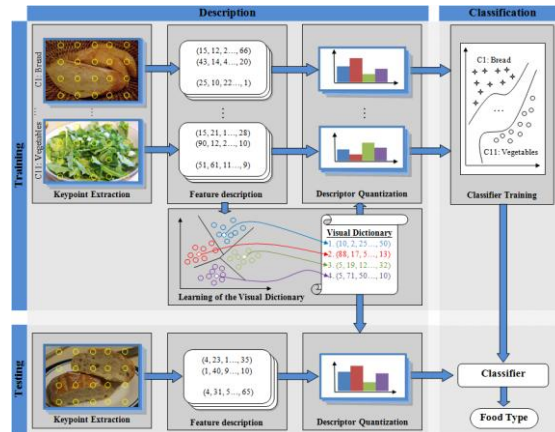 Description
Classification
Training
C1: Bread
...
C11: Vegetables
Keypoint Extraction
(15, 12, 2…, 66)
(43, 14, 4…, 20)
⋮
(25, 10, 22…, 1)
⋮
(15, 21, 1…, 28)
(90, 12, 2…, 10)
⋮
(51, 61, 11…, 9)
Feature description
⋮
Descriptor Quantization
C1: Bread
...
C11: Vegetables
Classifier Training
Learning of the Visual Dictionary
Visual Dictionary
1. (10, 2, 25…, 50)
2. (88, 17, 5…, 13)
3. (5, 19, 12…, 32)
4. (5, 71, 50…, 10)
Testing
Keypoint Extraction
(4, 23, 1…, 35)
(1, 40, 9…, 10)
⋮
(4, 31, 5…, 65)
Feature description
Descriptor Quantization
Classifier
Food Type